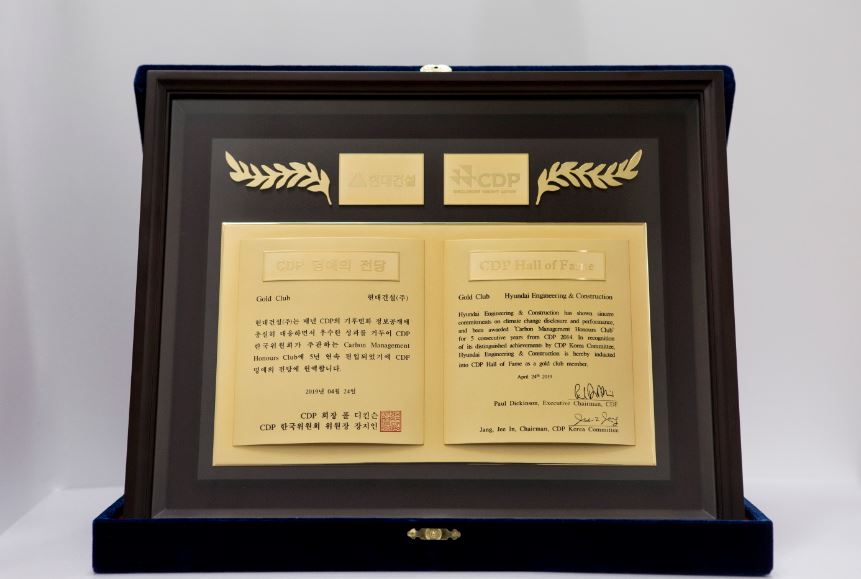 현대건설
CDP
DISCLOSURE INSIGHT ACTION
CDP 명예의 전당
Gold Club 현대건설(주)
현대건설(주)는 매년 CDP의 기후변화 정보공개에
충실히 대응하면서 우수한 성과를 거두어 CDP
한국위원회가 주관하는 Carbon Management
Honours Club에 5년 연속 편입되었기에 CDP
명예의 전당에 헌액합니다.
2019년 04월 24일
CDP 회장 폴 디킨슨
CDP 한국위원회 위원장 장지인
CDP Hall of Fame
Gold Club Hyundai Engineering & Construction
Hyundai Engineering & Construction has shown sincere
commitments on climate change disclosure and performance,
and been awarded "Carbon Management Honours Club"
for 5 consecutive years from CDP 2014. In recognition
of its distinguished achievements by CDP Korea Committee,
Hyundai Engineering & Construction is hereby inducted
into CDP Hall of Fame as a gold club member.
April 24th 2019
Paul Dickinson, Executive Chairman, CDP
Jang, Jee In, Chairman, CDP Korea Committee